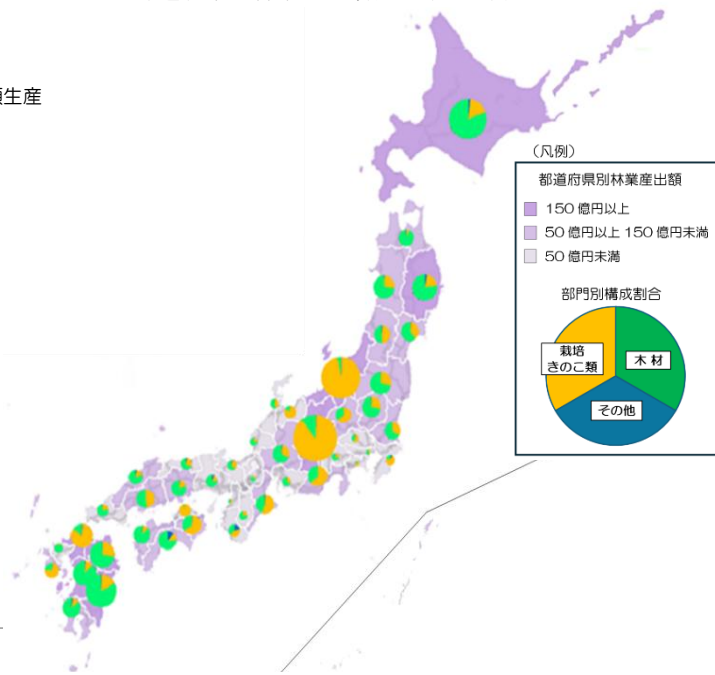 類生産
(凡例)
都道府県別林業産出額
150 億円以上
50 億円以上 150 億円未満
50 億円未満
部門別構成割合
栽培
きのこ類
木 材
その他